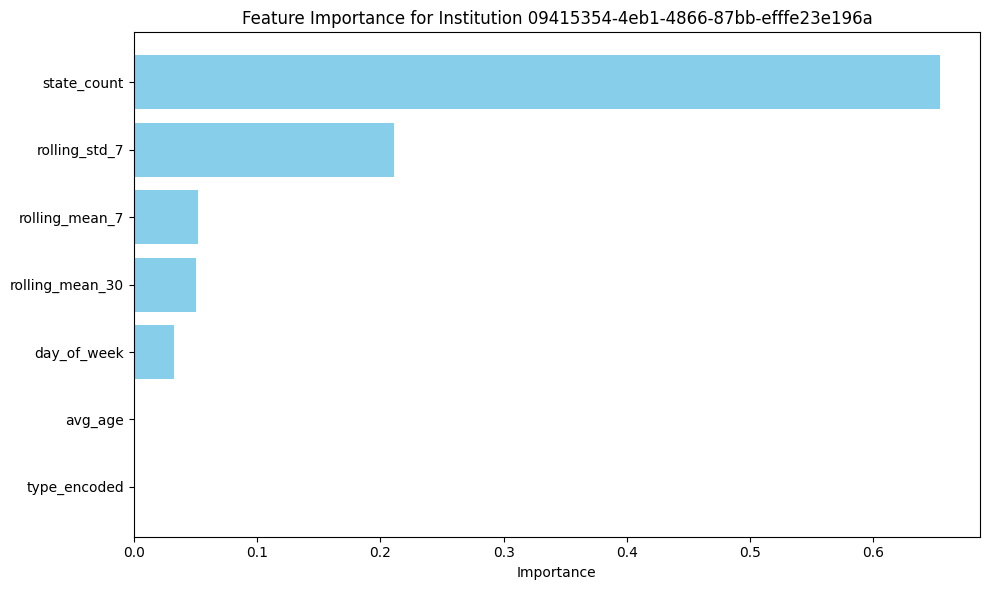 Feature Importance for Institution 09415354-4eb1-4866-87bb-efffe23e196a
state_count
rolling_std_7
rolling_mean_7
rolling_mean_30
day_of_week
avg_age
type_encoded
0.0 0.1 0.2 0.3 0.4 0.5 0.6
Importance